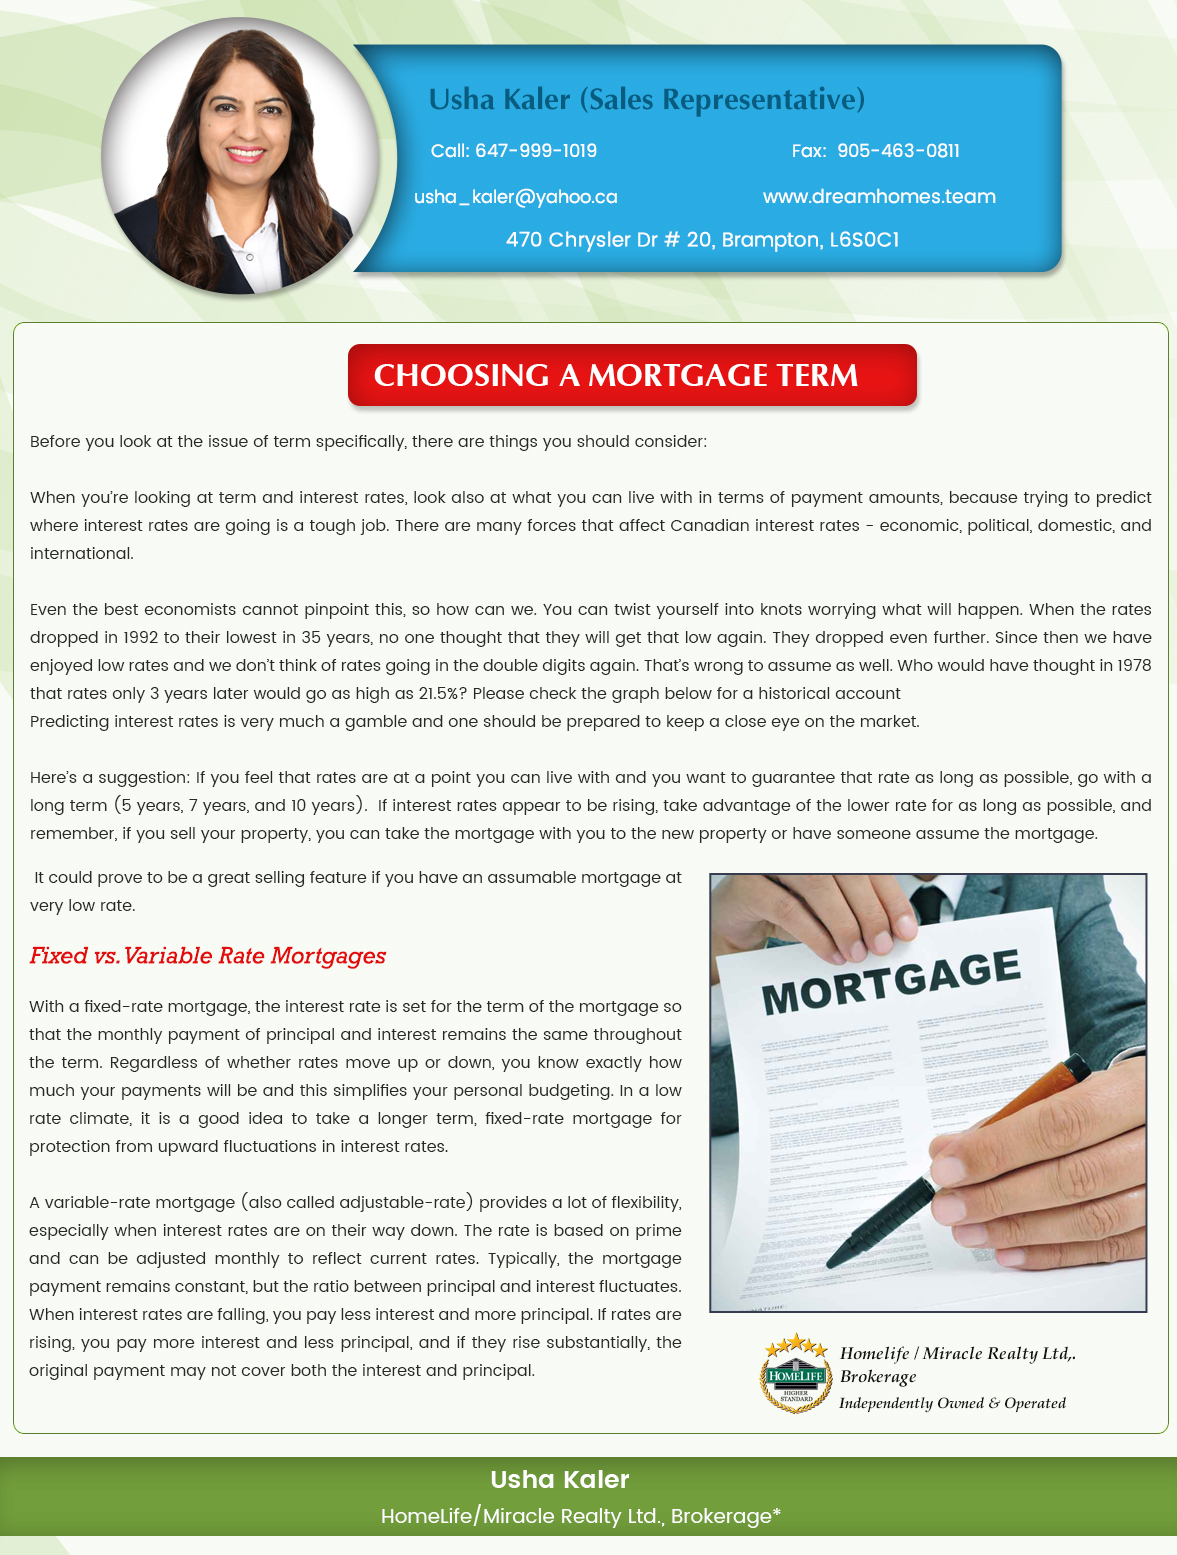 Usha Kaler (Sales Representative)
Call: 647-999-1019
Fax: 905-463-0811
usha_kaler@yahoo.ca
www.dreamhomes.team
470 Chrysler Dr # 20, Brampton, L6S0C1
CHOOSING A MORTGAGE TERM
Before you look at the issue of term specifically, there are things you should consider:
When you’re looking at term and interest rates, look also at what you can live with in terms of payment amounts, because trying to predict
where interest rates are going is a tough job. There are many forces that affect Canadian interest rates - economic, political, domestic, and
international.
Even the best economists cannot pinpoint this, so how can we. You can twist yourself into knots worrying what will happen. When the rates
dropped in 1992 to their lowest in 35 years, no one thought that they will get that low again. They dropped even further. Since then we have
enjoyed low rates and we don’t think of rates going in the double digits again. That’s wrong to assume as well. Who would have thought in 1978
that rates only 3 years later would go as high as 21.5%? Please check the graph below for a historical account
Predicting interest rates is very much a gamble and one should be prepared to keep a close eye on the market.
Here’s a suggestion: If you feel that rates are at a point you can live with and you want to guarantee that rate as long as possible, go with a
long term (5 years, 7 years, and 10 years). If interest rates appear to be rising, take advantage of the lower rate for as long as possible, and
remember, if you sell your property, you can take the mortgage with you to the new property or have someone assume the mortgage.
It could prove to be a great selling feature if you have an assumable mortgage at
very low rate.
Fixed vs. Variable Rate Mortgages
With a fixed-rate mortgage, the interest rate is set for the term of the mortgage so
that the monthly payment of principal and interest remains the same throughout
the term. Regardless of whether rates move up or down, you know exactly how
much your payments will be and this simplifies your personal budgeting. In a low
rate climate, it is a good idea to take a longer term, fixed-rate mortgage for
protection from upward fluctuations in interest rates.
A variable-rate mortgage (also called adjustable-rate) provides a lot of flexibility,
especially when interest rates are on their way down. The rate is based on prime
and can be adjusted monthly to reflect current rates. Typically, the mortgage
payment remains constant, but the ratio between principal and interest fluctuates.
When interest rates are falling, you pay less interest and more principal. If rates are
rising, you pay more interest and less principal, and if they rise substantially, the
original payment may not cover both the interest and principal.
MORTGAGE
HOMELIFE
HIGHER
STANDARD
Homelife / Miracle Realty Ltd,.
Brokerage
Independently Owned & Operated
Usha Kaler
HomeLife/Miracle Realty Ltd., Brokerage*